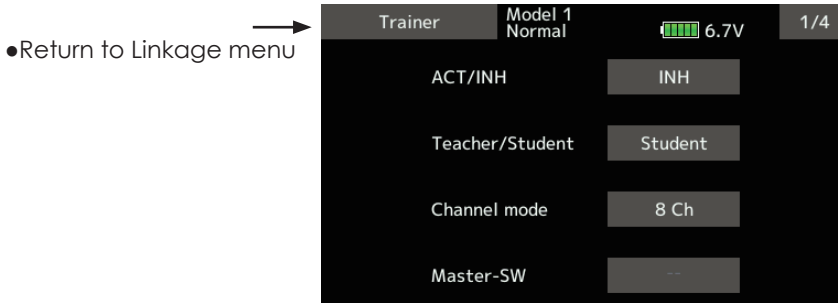 Trainer
Model 1
Normal
6.7V
1/4
●Return to Linkage menu
ACT/INH INH
Teacher/Student Student
Channel mode 8 Ch
Master-SW --